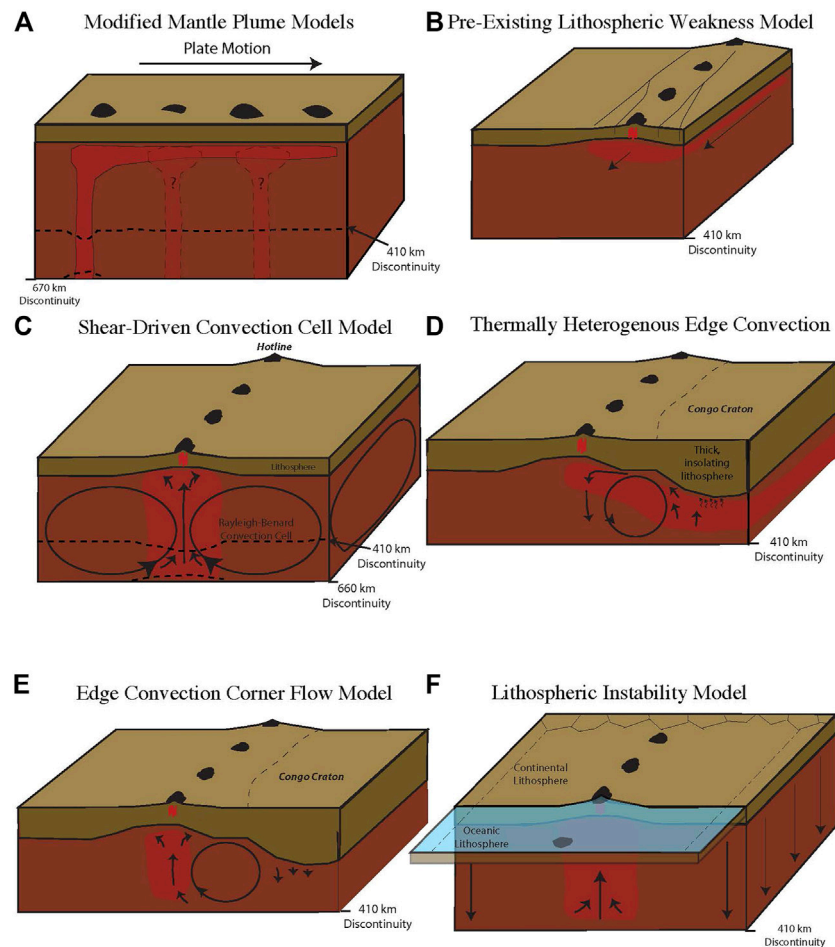 A
Modified Mantle Plume Models
Plate Motion
?
?
410 km
Discontinuity
670 km
Discontinuity
B
Pre-Existing Lithospheric Weakness Model
410 km
Discontinuity
C
Shear-Driven Convection Cell Model
Hotline
Lithosphere
Rayleigh-Benard
Convection Cell
410 km
Discontinuity
660 km
Discontinuity
D
Thermally Heterogenous Edge Convection
Congo Craton
Thick,
insolating
lithosphere
410 km
Discontinuity
E
Edge Convection Corner Flow Model
Congo Craton
410 km
Discontinuity
F
Lithospheric Instability Model
Continental
Lithosphere
Oceanic
Lithosphere
410 km
Discontinuity